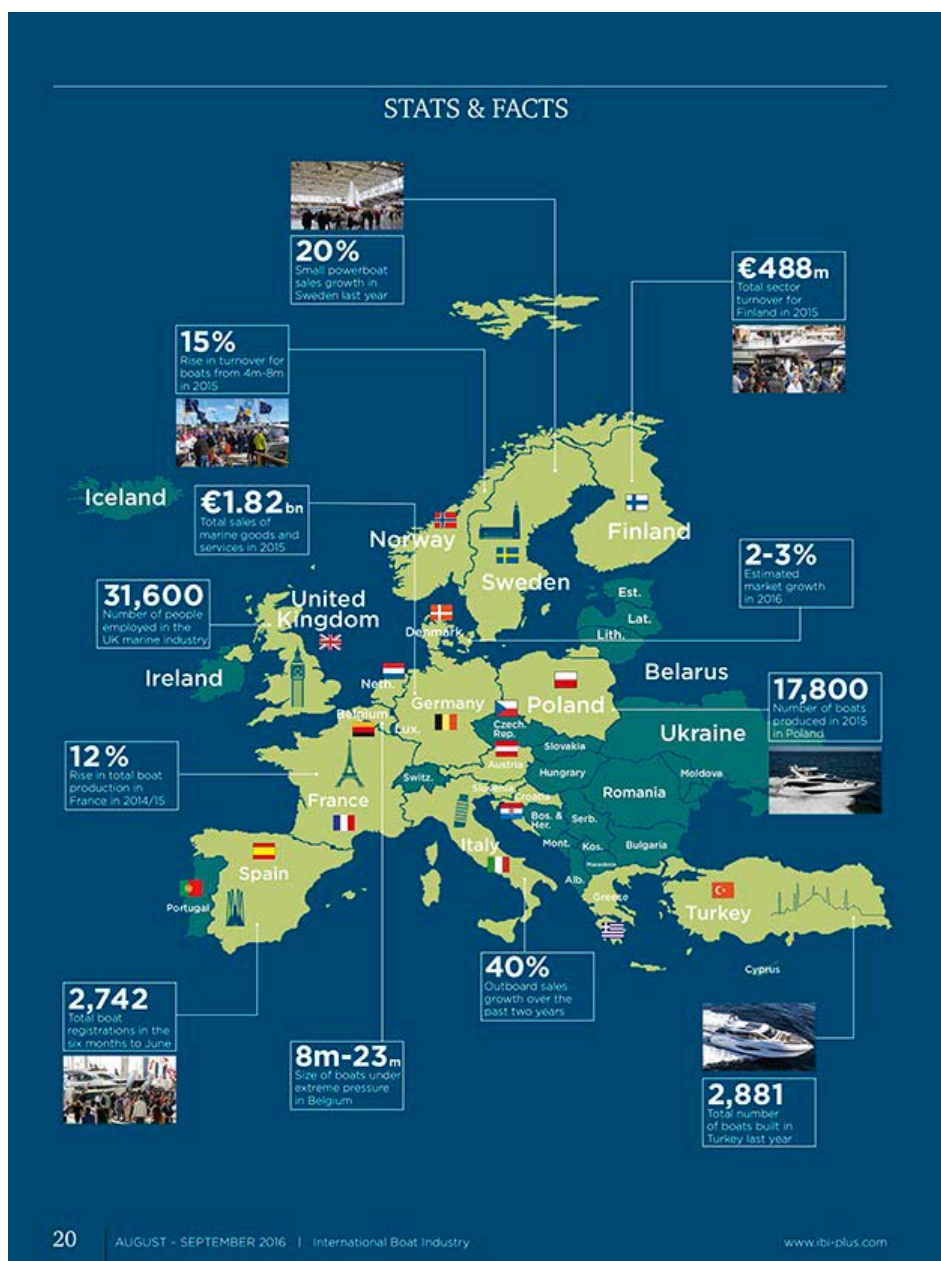 STATS & FACTS
20%
Small powerboat
sales growth in
Sweden last year
€488m
Total sector
turnover for
Finland in 2015
15%
Rise in turnover for
boats from 4m-8m
in 2015
Iceland
€1.82bn
Total sales of
marine goods and
services in 2015
Norway
Sweden
Finland
2-3%
Estimated
market growth
in 2016
31,600
Number of people
employed in the
UK marine industry
United
Kingdom
Denmark
Est.
Lat.
Lith.
Ireland
Neth.
Belgium
Lux.
Germany
Poland
Belarus
17,800
Number of boats
produced in 2015
in Poland
Czech.
Rep.
Ukraine
Slovakia
Austria
Switz.
Hungrary
Moldova
Slovenia
Croatia
Romania
12%
Rise in total boat
production in
France in 2014/15
France
Bos. &
Her.
Serb.
Italy
Mont.
Kos.
Bulgaria
Macedonia
Alb.
Spain
Portugal
Greece
Turkey
Cyprus
40%
Outboard sales
growth over the
past two years
2,742
Total boat
registrations in the
six months to June
8m-23m
Size of boats under
extreme pressure
in Belgium
2,881
Total number
of boats built in
Turkey last year
20 AUGUST - SEPTEMBER 2016 | International Boat Industry www.ibi-plus.com